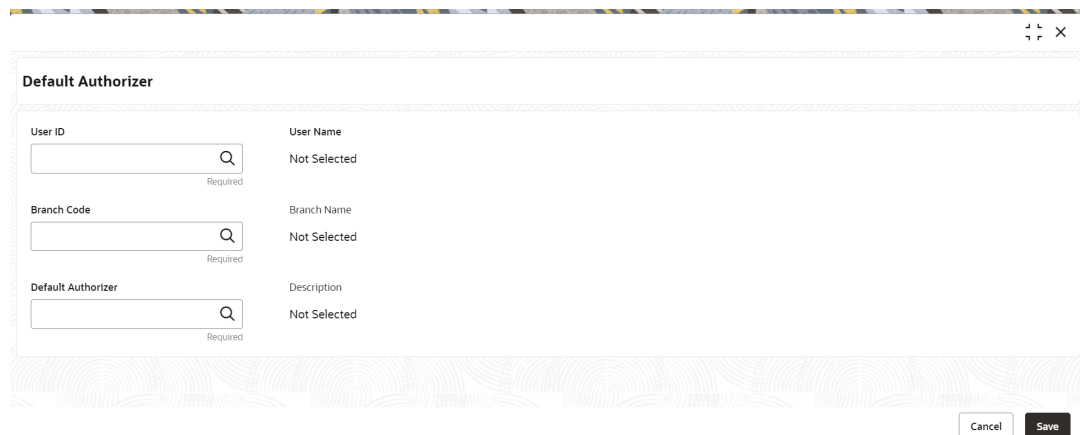 Default Authorizer
User ID
User Name
Not Selected
Required
Branch Code
Branch Name
Not Selected
Required
Default Authorizer
Description
Not Selected
Required
Cancel
Save